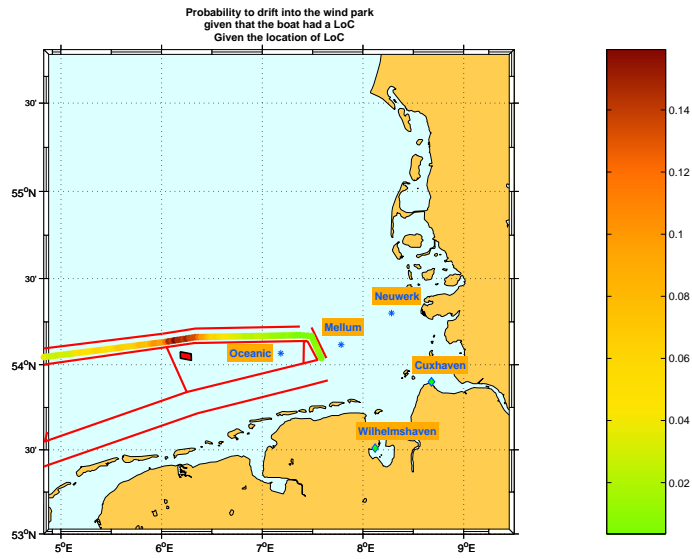 Probability to drift into the wind park
given that the boat had a LoC
Given the location of LoC
30'
55°N
30'
54°N
30'
53°N
5°E
6°E
7°E
8°E
9°E
Neuwerk
Mellum
Oceanic
Cuxhaven
Wilhelmshaven
0.14
0.12
0.1
0.08
0.06
0.04
0.02